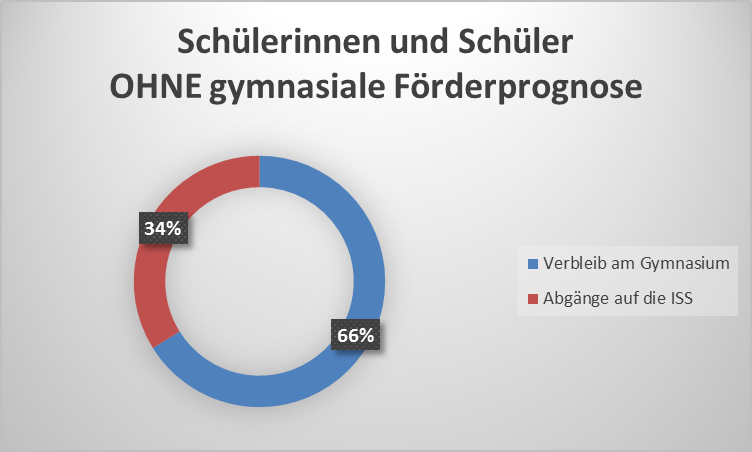 Schülerinnen und Schüler
OHNE gymnasiale Förderprognose
34%
Verbleib am Gymnasium
Abgänge auf die ISS
66%